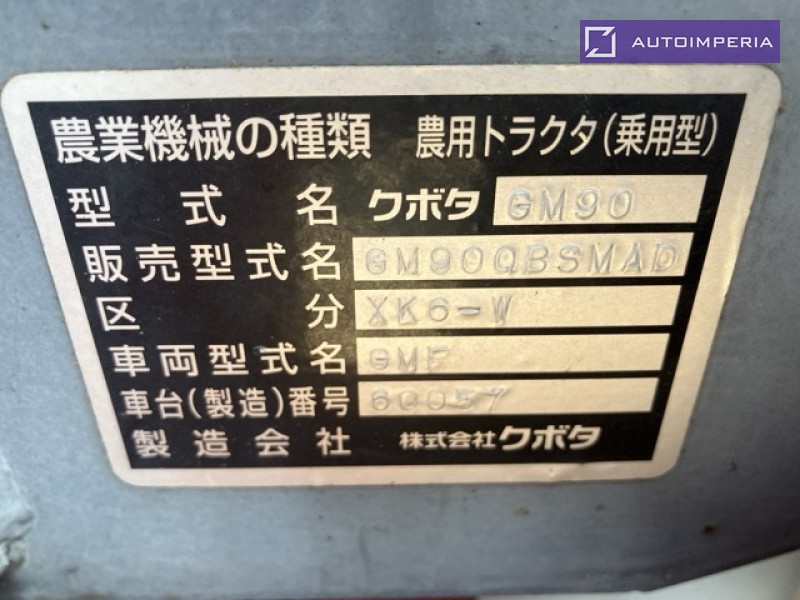 AUTOIMPERIA
農業機械の種類 農用トラクタ(乗用型)
型式名 クボタ GM90
販売型式名 GM90QBSMAD
区分 XK6-W
車両型式名 GMF
車台(製造)番号 60057
製造会社 株式会社クボタ